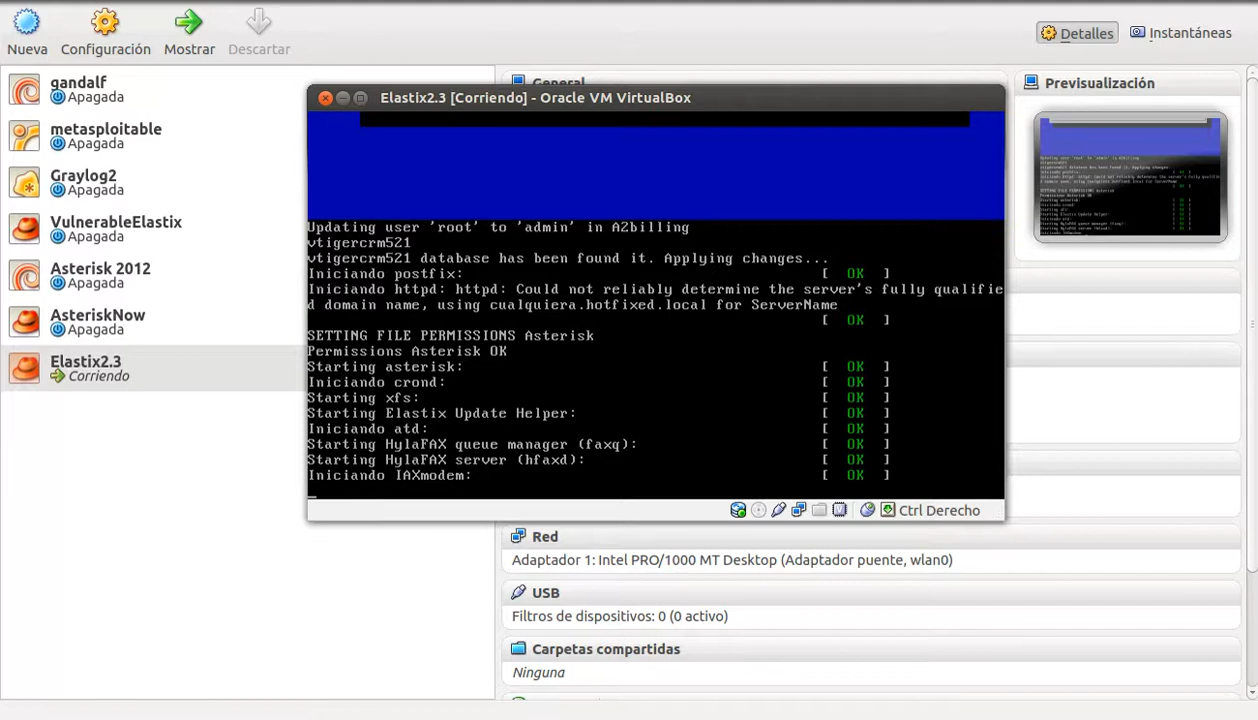 Nueva
Configuración
Mostrar
Descartar
Detalles
Instantáneas
gandalf
Apagada
metasploitable
Apagada
Graylog2
Apagada
VulnerableElastix
Apagada
Asterisk 2012
Apagada
AsteriskNow
Apagada
Elastix2.3
Corriendo
General
Previsualización
Elastix2.3 [Corriendo] - Oracle VM VirtualBox
Updating user 'root' to 'admin' in A2billing
vtigercrm521
vtigercrm521 database has been found it. Applying changes...
Iniciando postfix: [ OK ]
Iniciando httpd: httpd: Could not reliably determine the server's fully qualifie
d domain name, using cualquiera.hotfixed.local for ServerName
[ OK ]
SETTING FILE PERMISSIONS Asterisk
Permissions Asterisk OK
Starting asterisk: [ OK ]
Iniciando crond: [ OK ]
Starting xfs: [ OK ]
Starting Elastix Update Helper: [ OK ]
Iniciando atd: [ OK ]
Starting HylaFAX queue manager (faxq): [ OK ]
Starting HylaFAX server (hfaxd): [ OK ]
Iniciando IAXmodem: [ OK ]
Ctrl Derecho
Red
Adaptador 1: Intel PRO/1000 MT Desktop (Adaptador puente, wlan0)
USB
Filtros de dispositivos: 0 (0 activo)
Carpetas compartidas
Ninguna